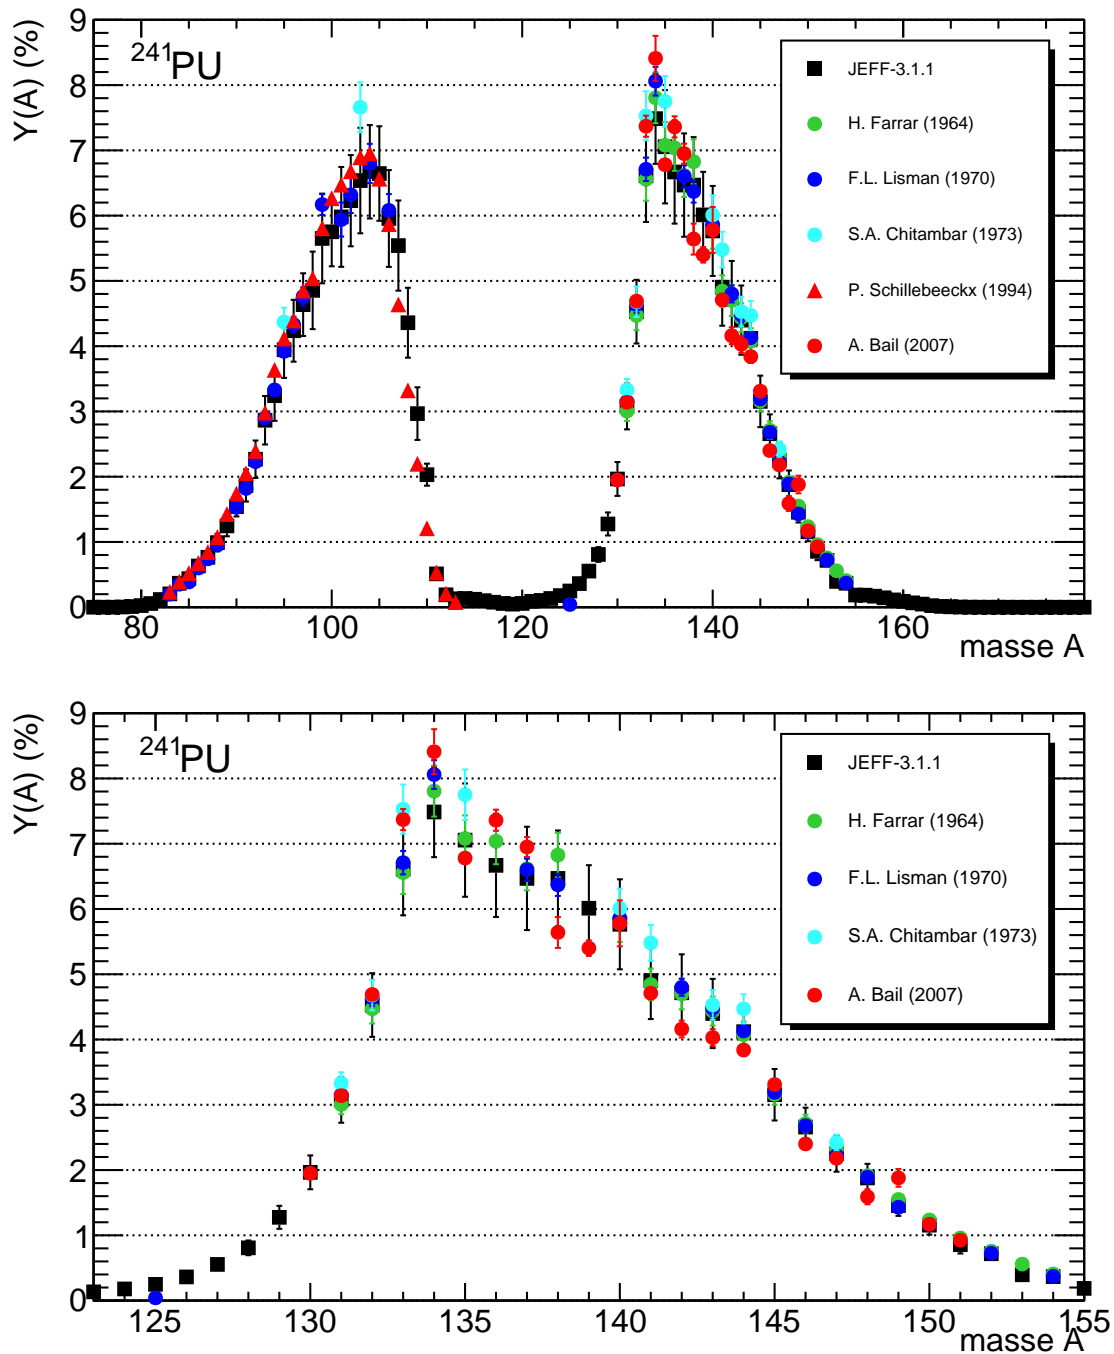 9
8
7
6
5
4
3
2
1
0
Y(A) (%)
²⁴¹PU
JEFF-3.1.1
H. Farrar (1964)
F.L. Lisman (1970)
S.A. Chitambar (1973)
P. Schillebeeckx (1994)
A. Bail (2007)
80 100 120 140 160
masse A
9
8
7
6
5
4
3
2
1
0
Y(A) (%)
²⁴¹PU
JEFF-3.1.1
H. Farrar (1964)
F.L. Lisman (1970)
S.A. Chitambar (1973)
A. Bail (2007)
125 130 135 140 145 150 155
masse A